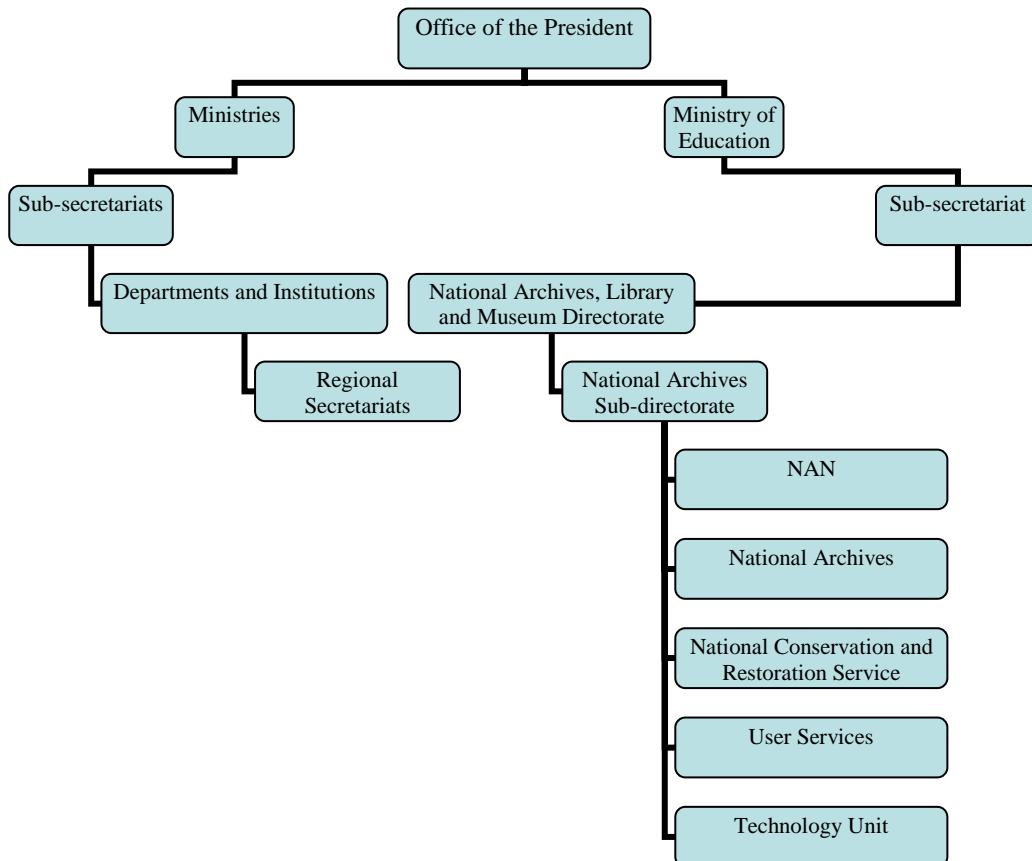 Office of the President
Ministries
Ministry of
Education
Sub-secretariats
Sub-secretariat
Departments and Institutions
National Archives, Library
and Museum Directorate
Regional
Secretariats
National Archives
Sub-directorate
NAN
National Archives
National Conservation and
Restoration Service
User Services
Technology Unit